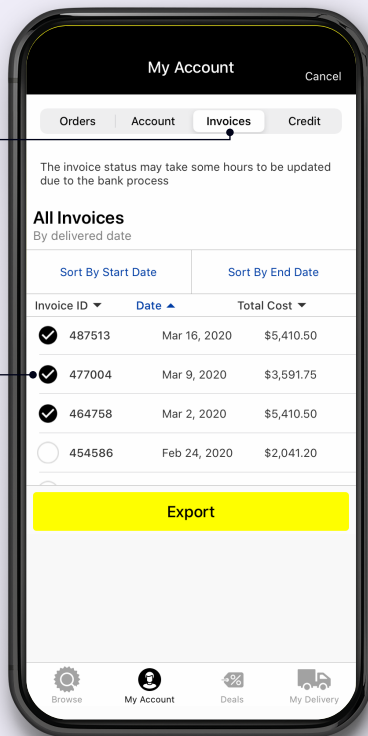 My Account
Cancel
Orders Account Invoices Credit
The invoice status may take some hours to be updated
due to the bank process
All Invoices
By delivered date
Sort By Start Date Sort By End Date
Invoice ID Date Total Cost
487513 Mar 16, 2020 $5,410.50
477004 Mar 9, 2020 $3,591.75
464758 Mar 2, 2020 $5,410.50
454586 Feb 24, 2020 $2,041.20
Export
Browse My Account Deals My Delivery